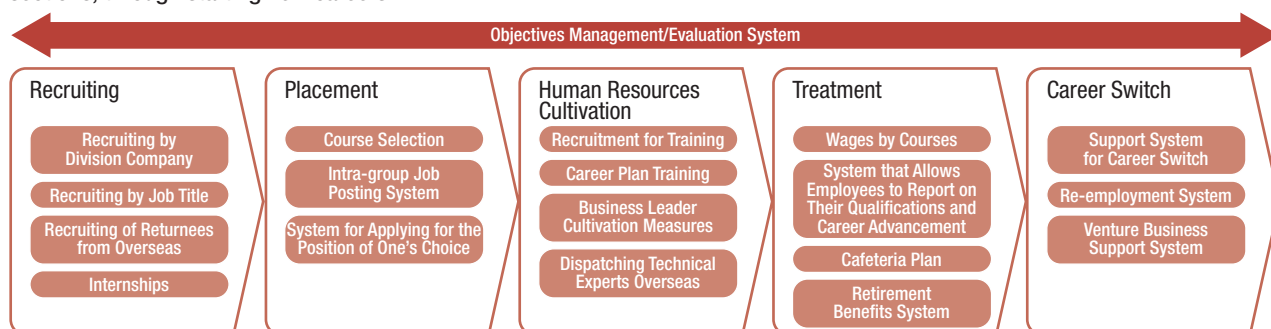 Objectives Management/Evaluation System
Recruiting
Recruiting by
Division Company
Recruiting by Job Title
Recruiting of Returnees
from Overseas
Internships
Placement
Course Selection
Intra-group Job
Posting System
System for Applying for the
Position of One's Choice
Human Resources
Cultivation
Recruitment for Training
Career Plan Training
Business Leader
Cultivation Measures
Dispatching Technical
Experts Overseas
Treatment
Wages by Courses
System that Allows
Employees to Report on
Their Qualifications and
Career Advancement
Cafeteria Plan
Retirement
Benefits System
Career Switch
Support System
for Career Switch
Re-employment System
Venture Business
Support System